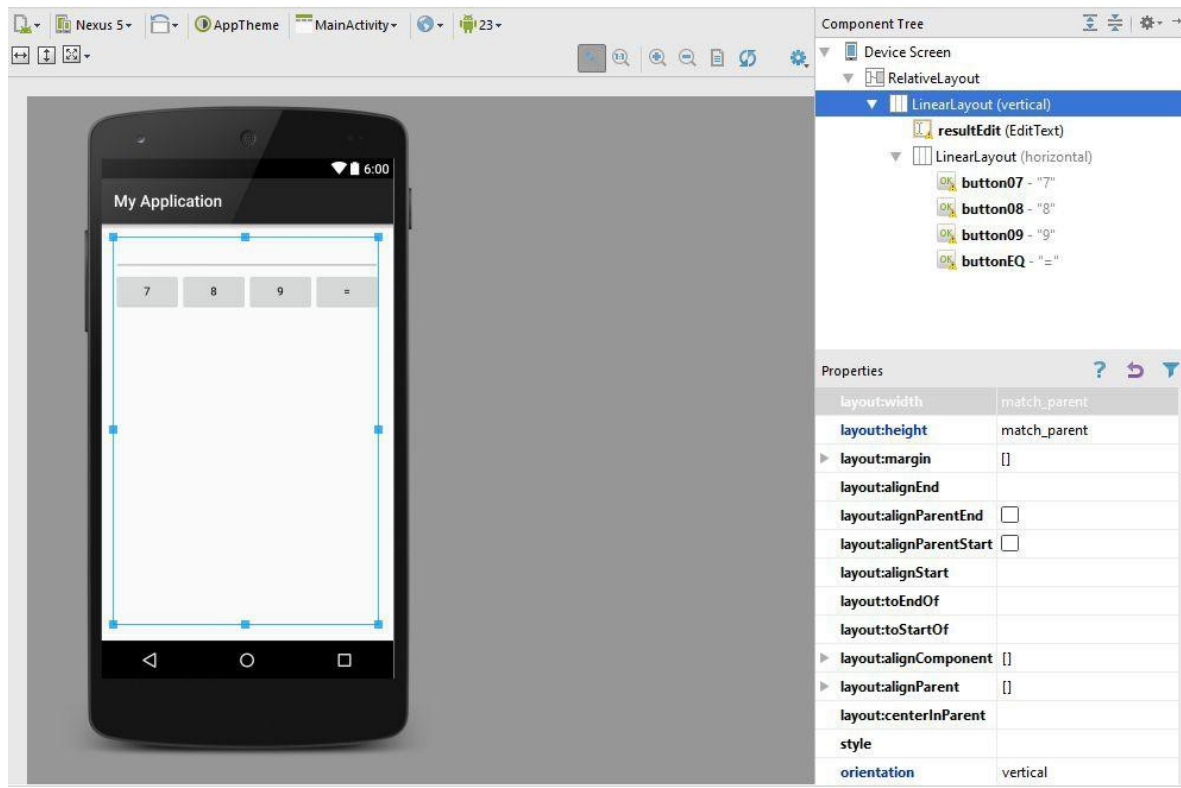 Nexus 5 AppTheme MainActivity 23
Component Tree
Device Screen
RelativeLayout
LinearLayout (vertical)
resultEdit (EditText)
LinearLayout (horizontal)
button07 - "7"
button08 - "8"
button09 - "9"
buttonEQ - "="
6:00
My Application
7 8 9 =
Properties
layout:width match_parent
layout:height match_parent
layout:margin []
layout:alignEnd
layout:alignParentEnd
layout:alignParentStart
layout:alignStart
layout:toEndOf
layout:toStartOf
layout:alignComponent []
layout:alignParent []
layout:centerInParent
style
orientation vertical